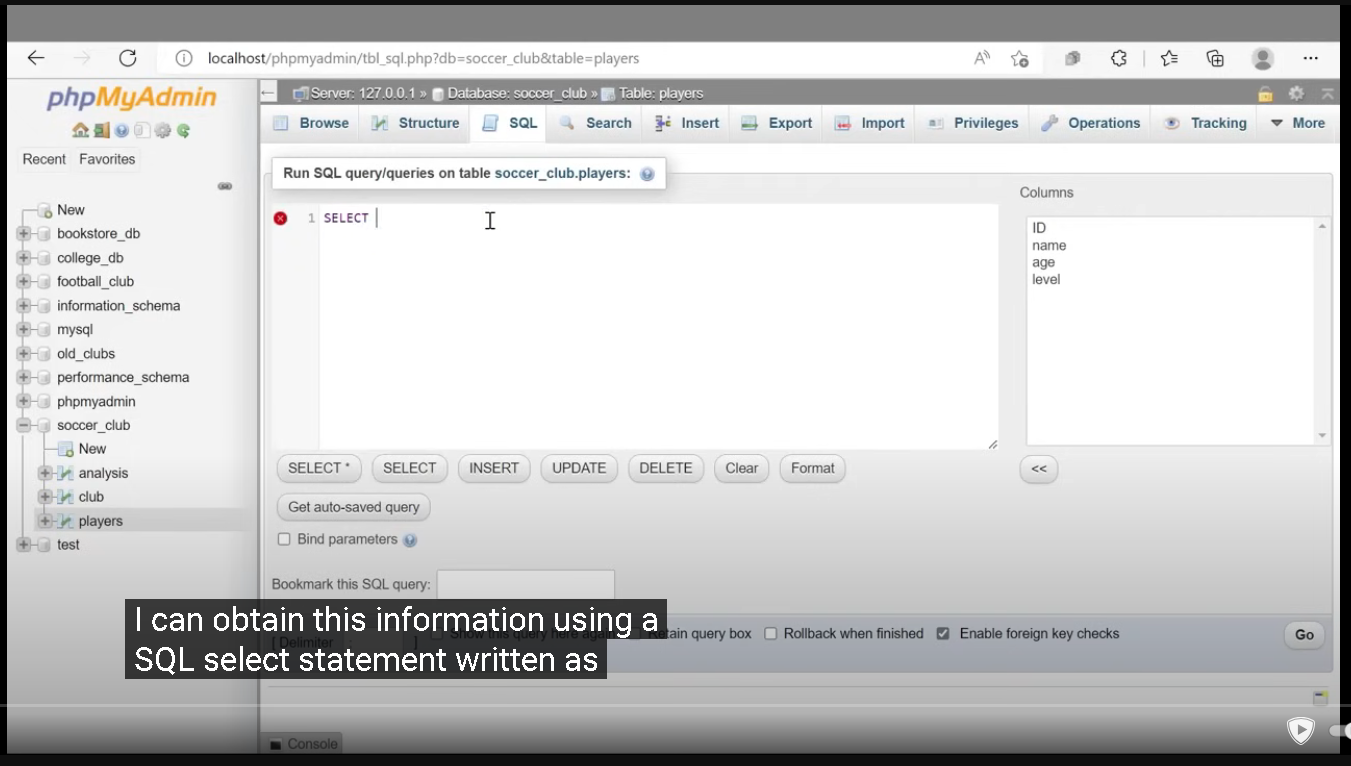 localhost/phpmyadmin/tbl_sql.php?db=soccer_club&table=players
phpMyAdmin
Recent Favorites
New
bookstore_db
college_db
football_club
information_schema
mysql
old_clubs
performance_schema
phpmyadmin
soccer_club
New
analysis
club
players
test
Server: 127.0.0.1 » Database: soccer_club » Table: players
Browse Structure SQL Search Insert Export Import Privileges Operations Tracking More
Run SQL query/queries on table soccer_club.players:
1 SELECT
Columns
ID
name
age
level
SELECT * SELECT INSERT UPDATE DELETE Clear Format <<
Get auto-saved query
Bind parameters
Bookmark this SQL query:
[ Delimiter ; ] Show this query here again Retain query box Rollback when finished Enable foreign key checks Go
I can obtain this information using a
SQL select statement written as
Console